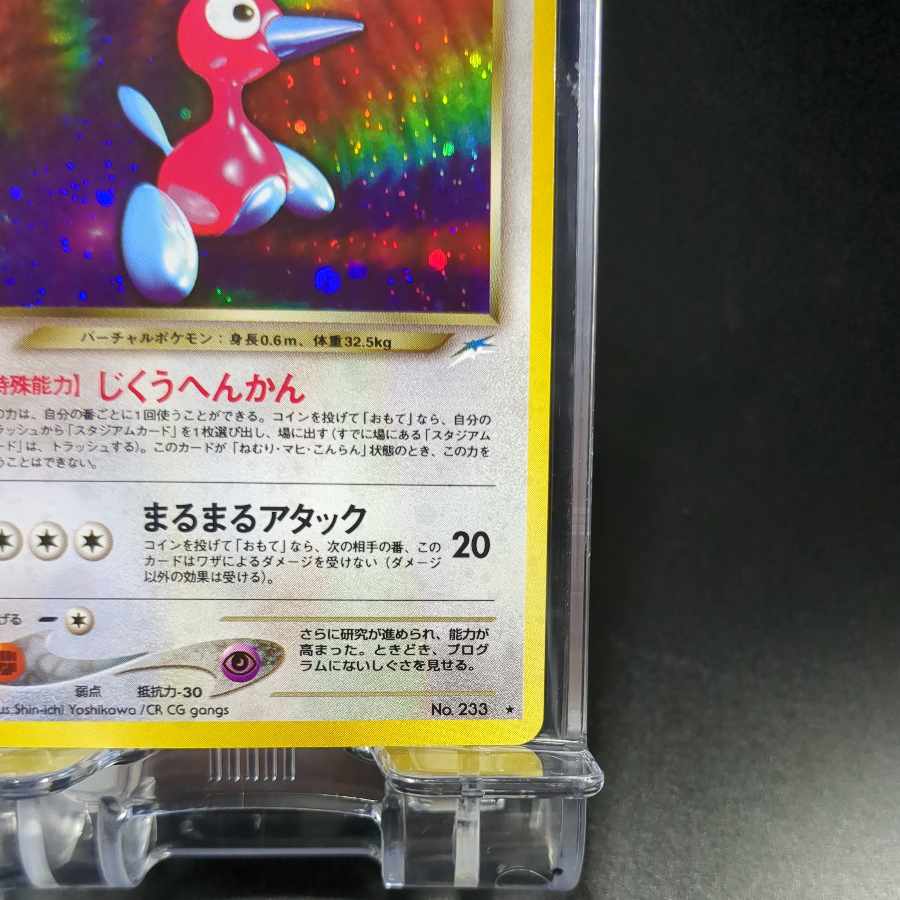 バーチャルポケモン：身長0.6m、体重32.5kg
特殊能力】じくうへんかん
の力は、自分の番ごとに1回使うことができる。コインを投げて「おもて」なら、自分の
ラッシュから「スタジアムカード」を1枚選び出し、場に出す（すでに場にある「スタジアム
ード」は、トラッシュする）。このカードが「ねむり・マヒ・こんらん」状態のとき、この力を
うことはできない。
まるまるアタック
コインを投げて「おもて」なら、次の相手の番、この
カードはワザによるダメージを受けない（ダメージ
以外の効果は受ける）。
20
げる
さらに研究が進められ、能力が
高まった。ときどき、プログ
ラムにないしぐさを見せる。
弱点 抵抗力-30
us.Shin-ichi Yoshikawa /CR CG gangs
No. 233 ★